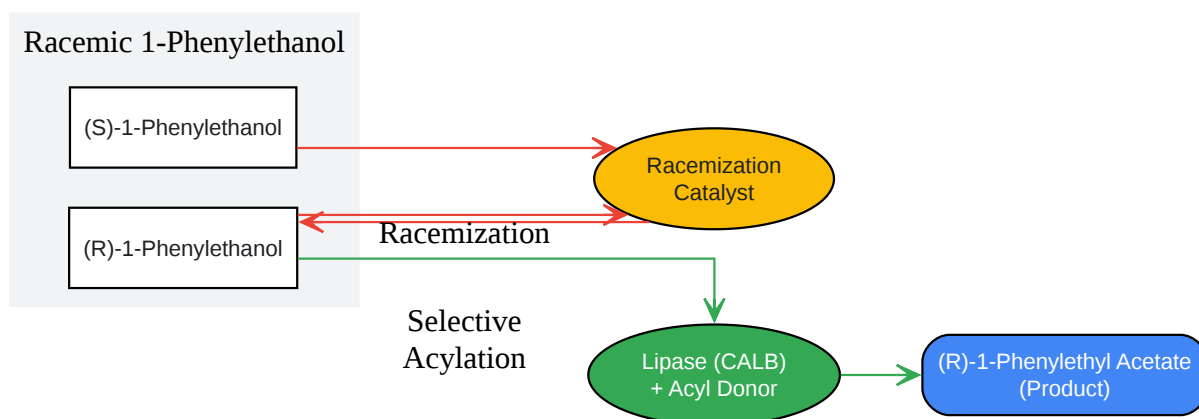 Racemic 1-Phenylethanol
(S)-1-Phenylethanol
Racemization
Catalyst
(R)-1-Phenylethanol
Racemization
Selective
Acylation
Lipase (CALB)
+ Acyl Donor
(R)-1-Phenylethyl Acetate
(Product)